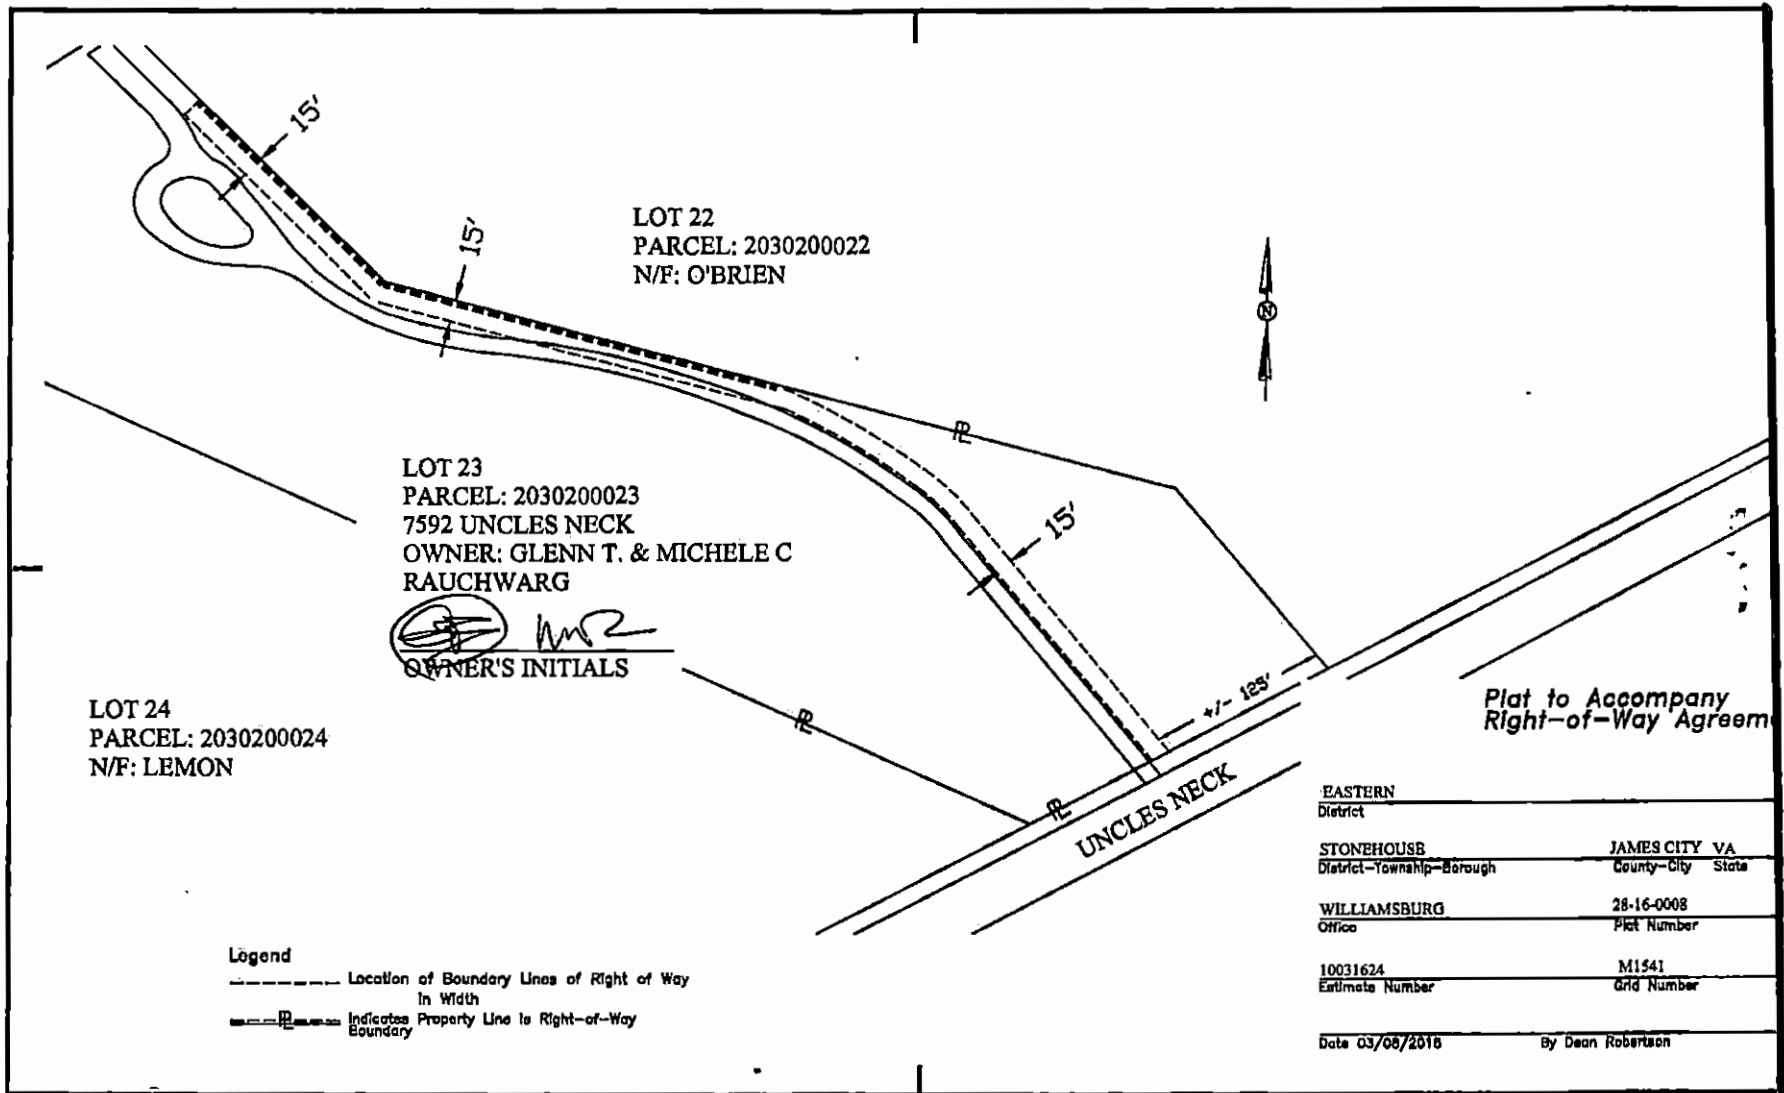 15'
15'
LOT 22
PARCEL: 2030200022
N/F: O'BRIEN
N
PL
LOT 23
PARCEL: 2030200023
7592 UNCLES NECK
OWNER: GLENN T. & MICHELE C
RAUCHWARG
15'
OWNER'S INITIALS
LOT 24
PARCEL: 2030200024
N/F: LEMON
PL
+/- 125'
PL
UNCLES NECK
Plat to Accompany
Right-of-Way Agreem
EASTERN
District
STONEHOUSE JAMES CITY VA
District-Township-Borough County-City State
WILLIAMSBURG 28-16-0008
Office Plat Number
10031624 M1541
Estimate Number Grid Number
Date 03/08/2016 By Dean Robertson
Legend
Location of Boundary Lines of Right of Way
In Width
PL Indicates Property Line is Right-of-Way
Boundary